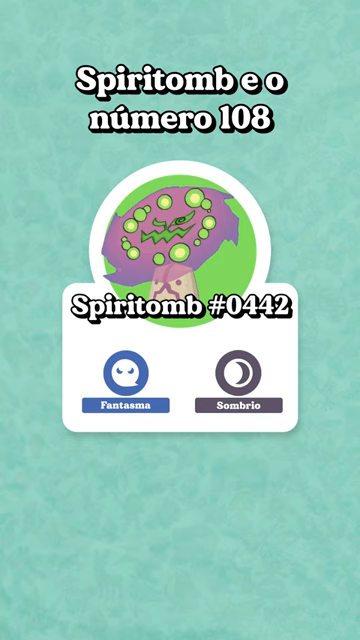 Spiritomb e o
número 108
Spiritomb #0442
Fantasma
Sombrio